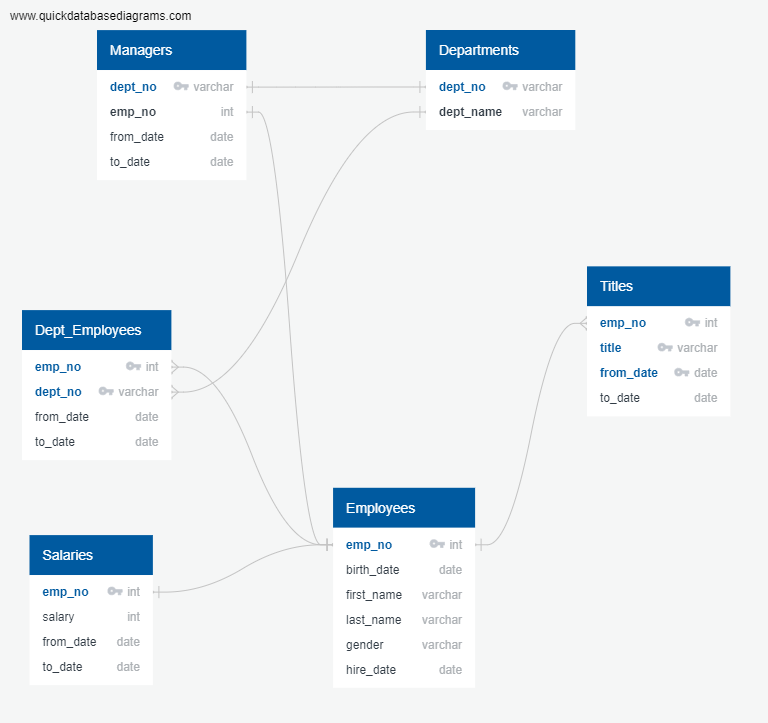 www.quickdatabasediagrams.com
Managers
dept_no varchar
emp_no int
from_date date
to_date date
Departments
dept_no varchar
dept_name varchar
Titles
emp_no int
title varchar
from_date date
to_date date
Dept_Employees
emp_no int
dept_no varchar
from_date date
to_date date
Employees
emp_no int
birth_date date
first_name varchar
last_name varchar
gender varchar
hire_date date
Salaries
emp_no int
salary int
from_date date
to_date date